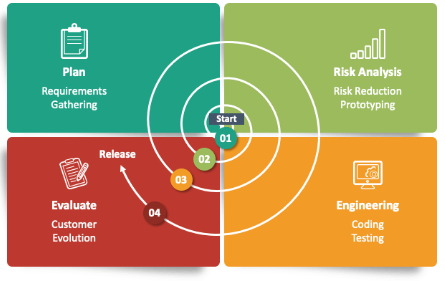 Plan
Requirements
Gathering
Risk Analysis
Risk Reduction
Prototyping
Start
01
02
03
04
Release
Evaluate
Customer
Evolution
Engineering
Coding
Testing